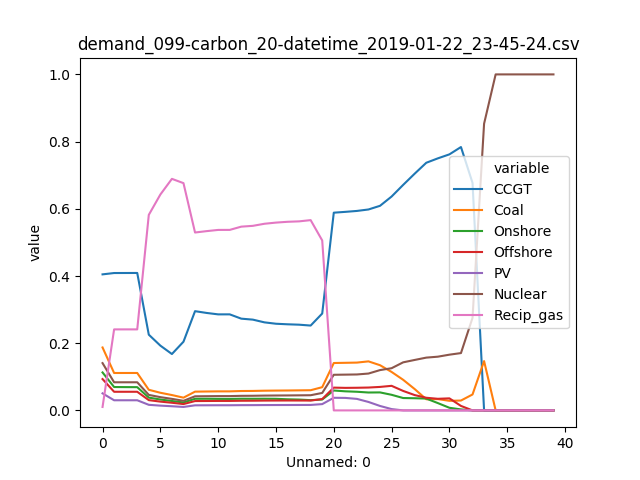 demand_099-carbon_20-datetime_2019-01-22_23-45-24.csv
1.0
0.8
0.6
0.4
0.2
0.0
value
variable
CCGT
Coal
Onshore
Offshore
PV
Nuclear
Recip_gas
0 5 10 15 20 25 30 35 40
Unnamed: 0